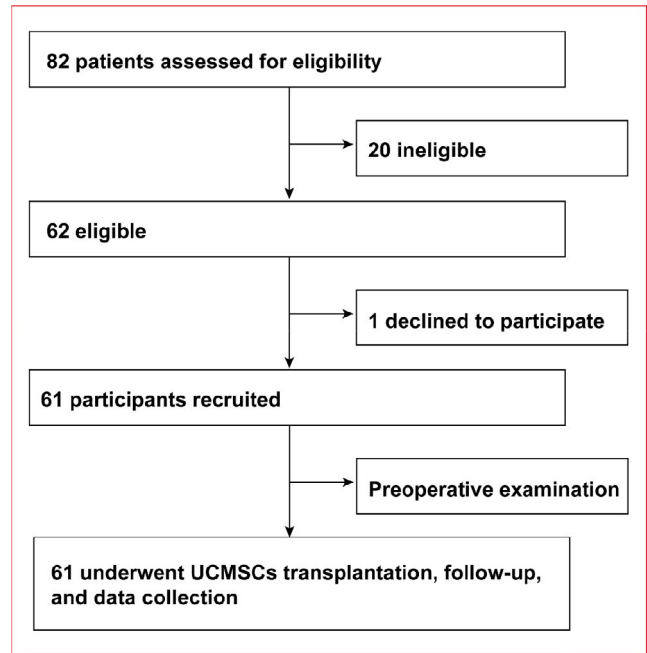 82 patients assessed for eligibility
20 ineligible
62 eligible
1 declined to participate
61 participants recruited
Preoperative examination
61 underwent UCMSCs transplantation, follow-up,
and data collection